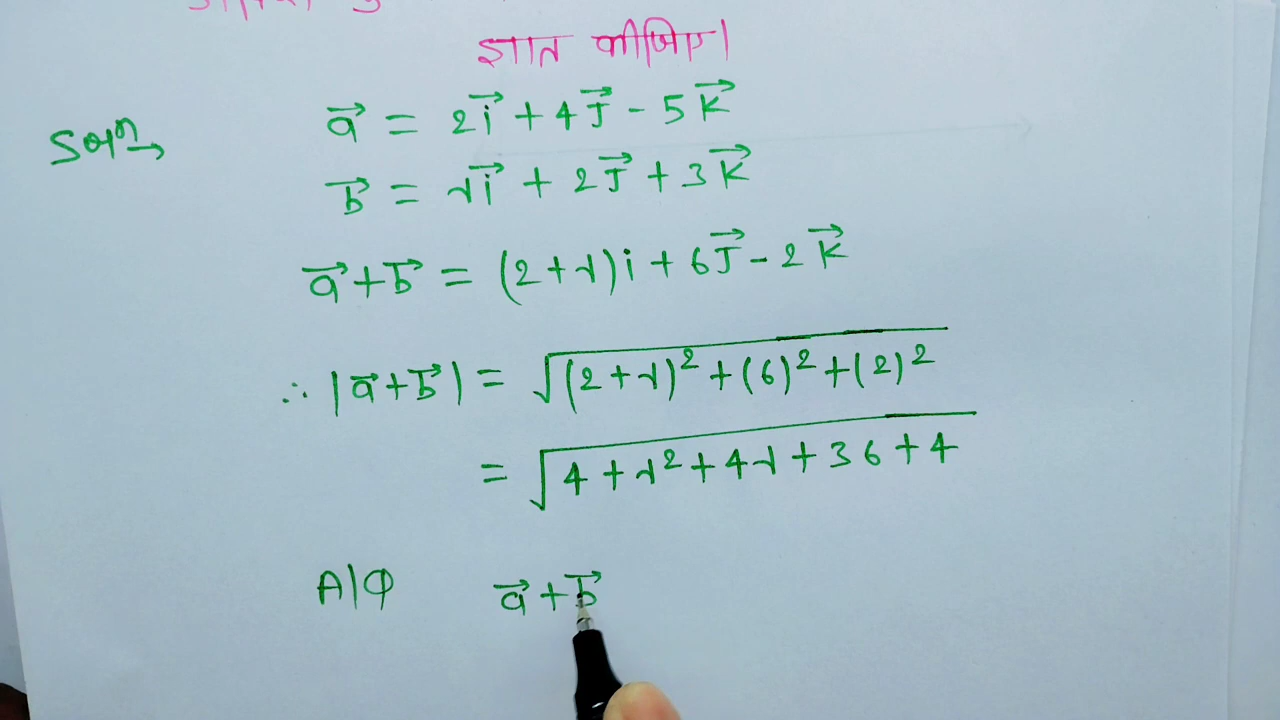 ज्ञात कीजिए।
Solⁿ→ a⃗ = 2i⃗ + 4J⃗ - 5K⃗
b⃗ = λi⃗ + 2J⃗ + 3K⃗
a⃗ + b⃗ = (2+λ)i + 6J⃗ - 2K⃗
∴ |a⃗ + b⃗| = √(2+λ)² + (6)² + (2)²
= √4 + λ² + 4λ + 36 + 4
A|Q a⃗ + b⃗